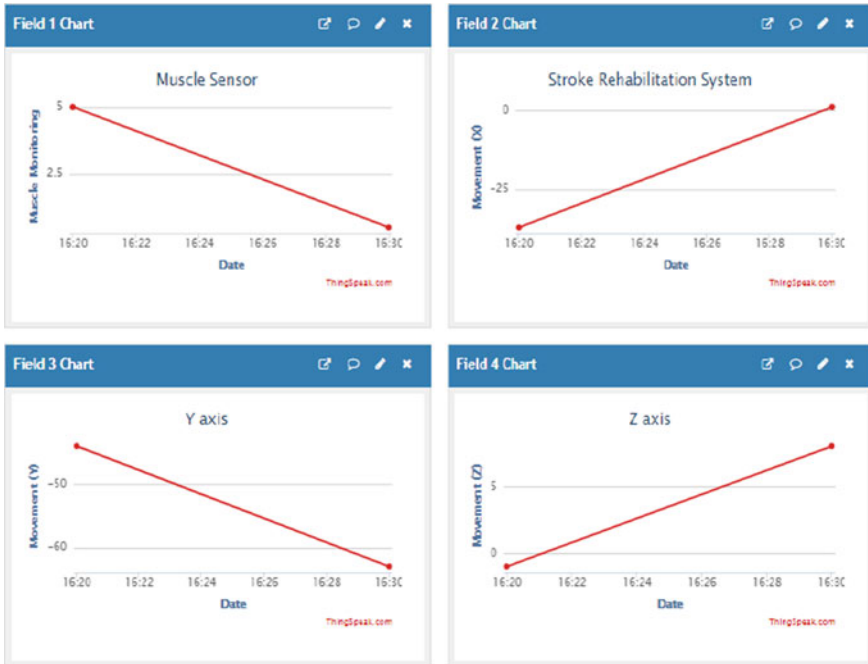 Field 1 Chart
Muscle Sensor
Muscle Monitoring
5
2.5
16:20 16:22 16:24 16:26 16:28 16:30
Date
ThingSpeak.com
Field 2 Chart
Stroke Rehabilitation System
Movement (X)
0
-25
16:20 16:22 16:24 16:26 16:28 16:30
Date
ThingSpeak.com
Field 3 Chart
Y axis
Movement (Y)
-50
-60
16:20 16:22 16:24 16:26 16:28 16:30
Date
ThingSpeak.com
Field 4 Chart
Z axis
Movement (Z)
5
0
16:20 16:22 16:24 16:26 16:28 16:30
Date
ThingSpeak.com